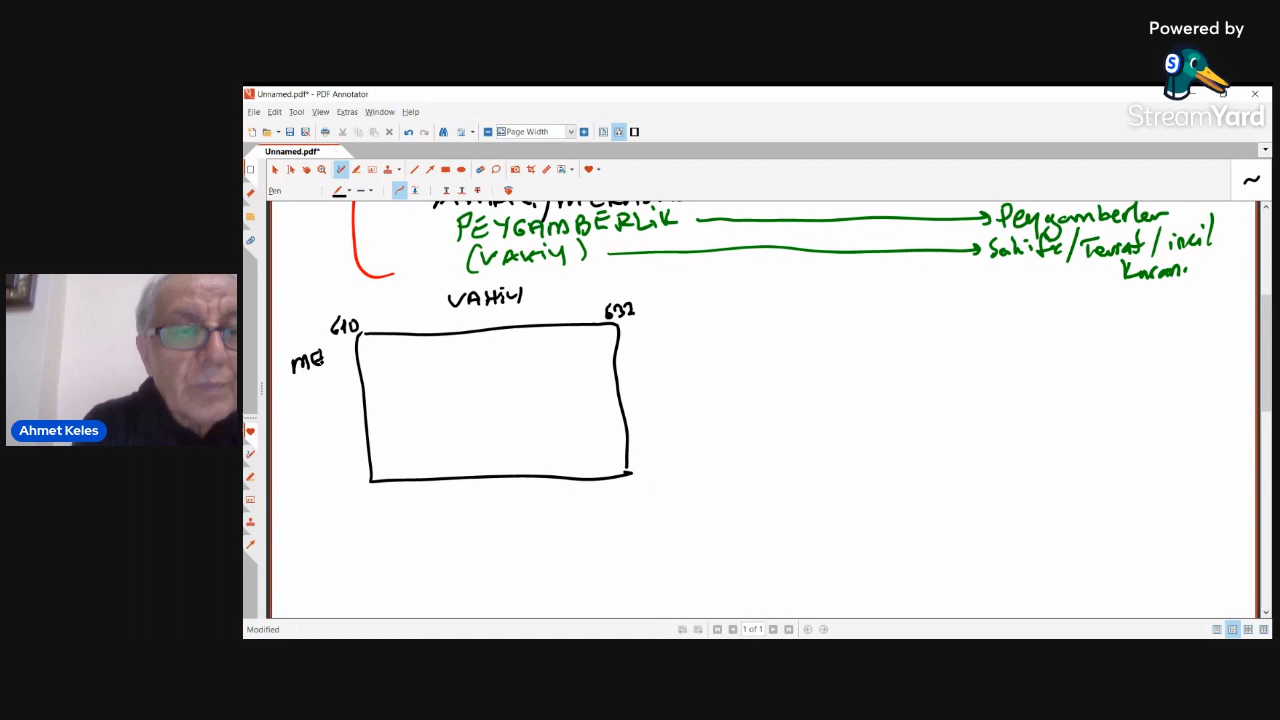 Powered by
StreamYard
Unnamed.pdf* - PDF Annotator
File Edit Tool View Extras Window Help
Page Width
Unnamed.pdf*
Pen
PEYGAMBERLİK → Peygamberler
(VAHİY) → Sahife/Tevrat/incil
Kuran.
VAHİY
610 632
ME
Ahmet Keles
Modified
1 of 1